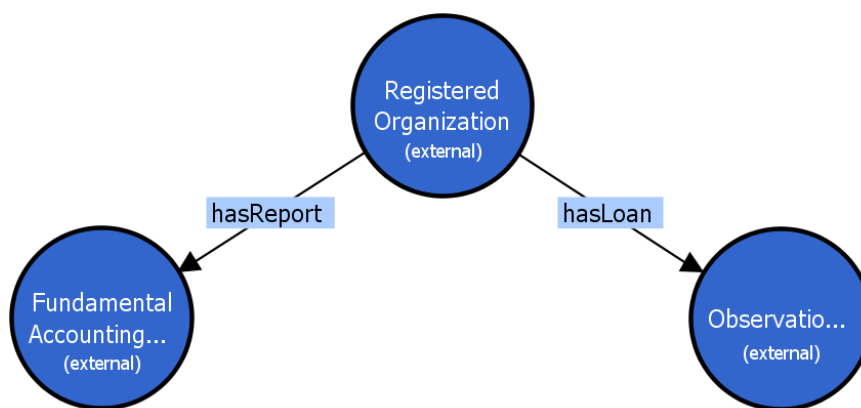 Registered
Organization
(external)
hasReport
hasLoan
Fundamental
Accounting...
(external)
Observatio...
(external)